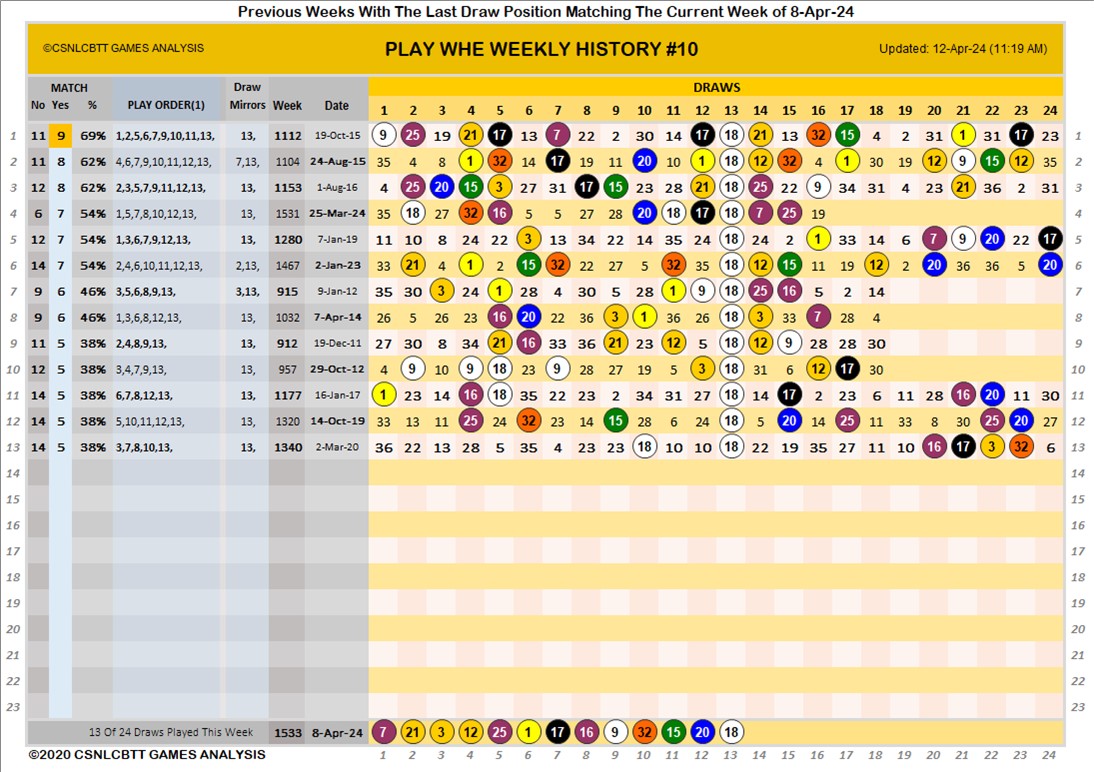 Previous Weeks With The Last Draw Position Matching The Current Week of 8-Apr-24
©CSNLCBTT GAMES ANALYSIS PLAY WHE WEEKLY HISTORY #10 Updated: 12-Apr-24 (11:19 AM)
MATCH Draw DRAWS
No Yes % PLAY ORDER(1) Mirrors Week Date 1 2 3 4 5 6 7 8 9 10 11 12 13 14 15 16 17 18 19 20 21 22 23 24
1 11 9 69% 1,2,5,6,7,9,10,11,13, 13, 1112 19-Oct-15 9 25 19 21 17 13 7 22 2 30 14 17 18 21 13 32 15 4 2 31 1 31 17 23 1
2 11 8 62% 4,6,7,9,10,11,12,13, 7,13, 1104 24-Aug-15 35 4 8 1 32 14 17 19 11 20 10 1 18 12 32 4 1 30 19 12 9 15 12 35 2
3 12 8 62% 2,3,5,7,9,11,12,13, 13, 1153 1-Aug-16 4 25 20 15 3 27 31 17 15 23 28 21 18 25 22 9 34 31 4 23 21 36 2 31 3
4 6 7 54% 1,5,7,8,10,12,13, 13, 1531 25-Mar-24 35 18 27 32 16 5 5 27 28 20 18 17 18 7 25 19 4
5 12 7 54% 1,3,6,7,9,12,13, 13, 1280 7-Jan-19 11 10 8 24 22 3 13 34 22 14 35 24 18 24 2 1 33 14 6 7 9 20 22 17 5
6 14 7 54% 2,4,6,10,11,12,13, 2,13, 1467 2-Jan-23 33 21 4 1 2 15 32 22 27 5 32 35 18 12 15 11 19 12 2 20 36 36 5 20 6
7 9 6 46% 3,5,6,8,9,13, 3,13, 915 9-Jan-12 35 30 3 24 1 28 4 30 5 28 1 9 18 25 16 5 2 14 7
8 9 6 46% 1,3,6,8,12,13, 13, 1032 7-Apr-14 26 5 26 23 16 20 22 36 3 1 36 26 18 3 33 7 28 4 8
9 11 5 38% 2,4,8,9,13, 13, 912 19-Dec-11 27 30 8 34 21 16 33 36 21 23 12 5 18 12 9 28 28 30 9
10 12 5 38% 3,4,7,9,13, 13, 957 29-Oct-12 4 9 10 9 18 23 9 28 27 19 5 3 18 31 6 12 17 30 10
11 14 5 38% 6,7,8,12,13, 13, 1177 16-Jan-17 1 23 14 16 18 35 22 23 2 34 31 27 18 14 17 2 23 6 11 28 16 20 11 30 11
12 14 5 38% 5,10,11,12,13, 13, 1320 14-Oct-19 33 13 11 25 24 32 23 14 15 28 6 24 18 5 20 14 25 11 33 8 30 25 20 27 12
13 14 5 38% 3,7,8,10,13, 13, 1340 2-Mar-20 36 22 13 28 5 35 4 23 23 18 10 10 18 22 19 35 27 11 10 16 17 3 32 6 13
14 14
15 15
16 16
17 17
18 18
19 19
20 20
21 21
22 22
23 23
13 Of 24 Draws Played This Week 1533 8-Apr-24 7 21 3 12 25 1 17 16 9 32 15 20 18
©2020 CSNLCBTT GAMES ANALYSIS 1 2 3 4 5 6 7 8 9 10 11 12 13 14 15 16 17 18 19 20 21 22 23 24